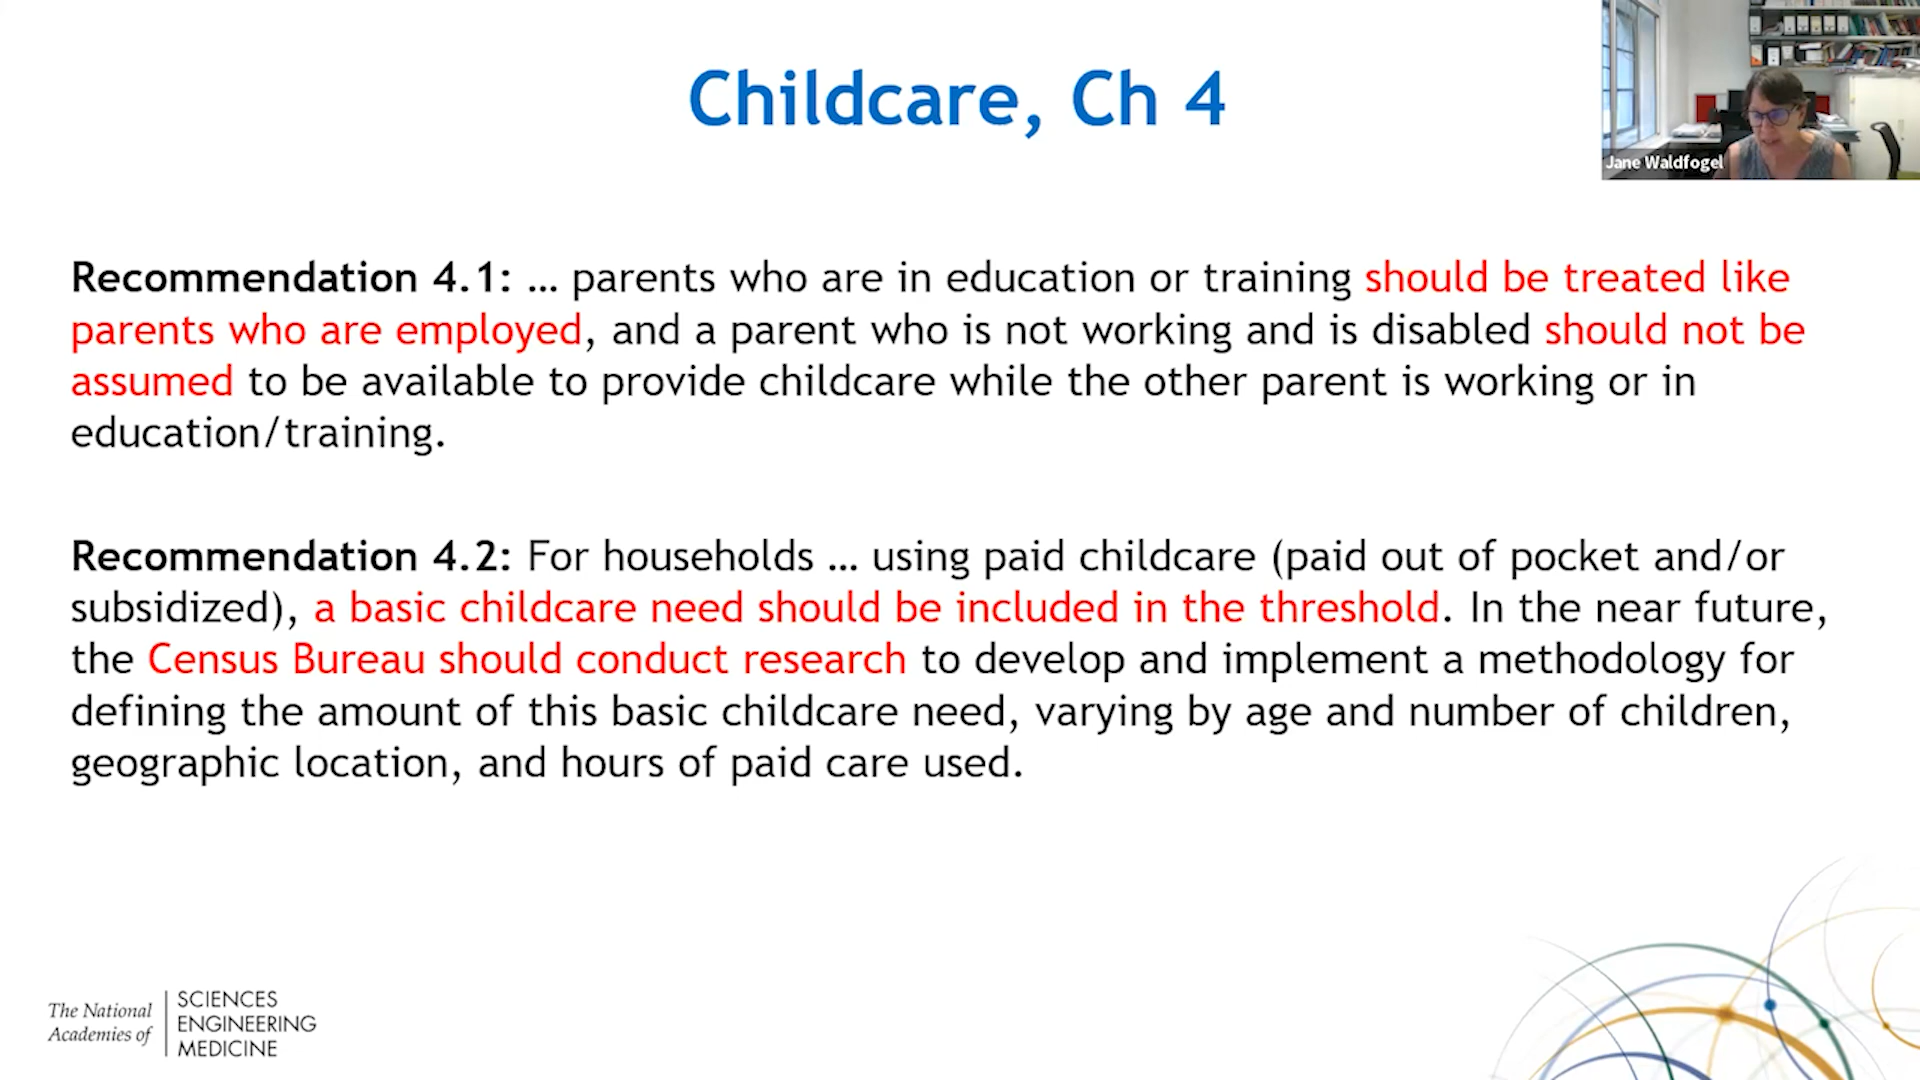 Childcare, Ch 4
Jane Waldfogel
Recommendation 4.1: ... parents who are in education or training should be treated like
parents who are employed, and a parent who is not working and is disabled should not be
assumed to be available to provide childcare while the other parent is working or in
education/training.
Recommendation 4.2: For households ... using paid childcare (paid out of pocket and/or
subsidized), a basic childcare need should be included in the threshold. In the near future,
the Census Bureau should conduct research to develop and implement a methodology for
defining the amount of this basic childcare need, varying by age and number of children,
geographic location, and hours of paid care used.
The National
Academies of
SCIENCES
ENGINEERING
MEDICINE